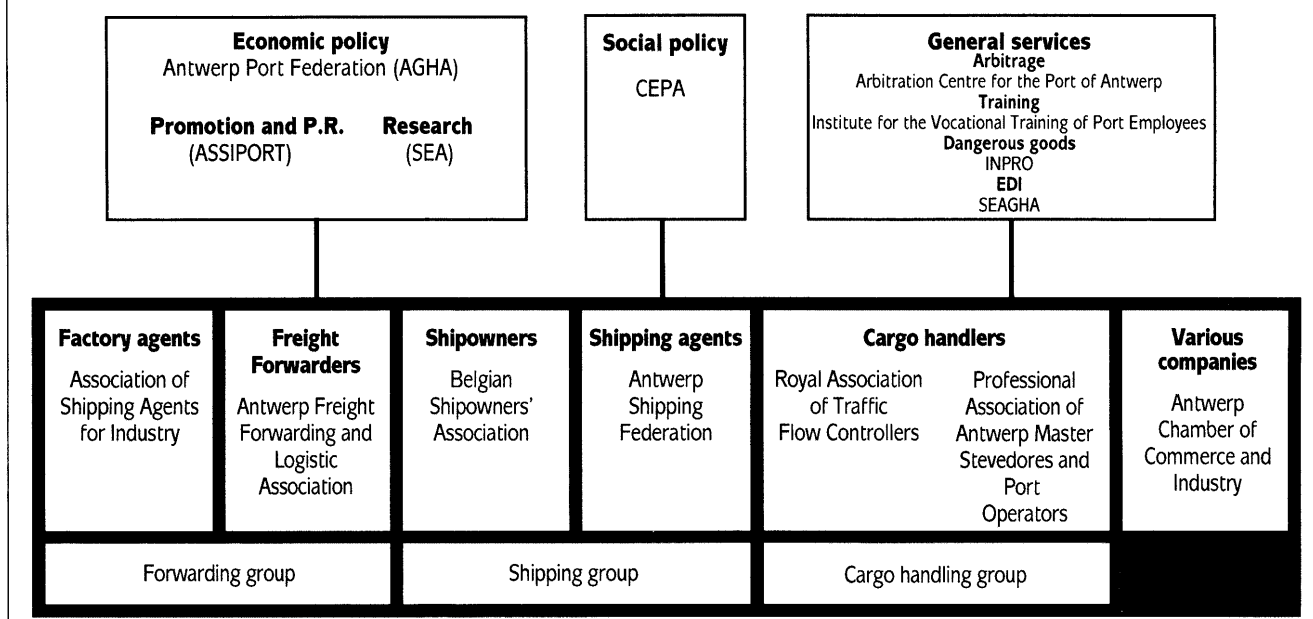 Economic policy
Antwerp Port Federation (AGHA)
Promotion and P.R.
(ASSIPORT)
Research
(SEA)
Social policy
CEPA
General services
Arbitrage
Arbitration Centre for the Port of Antwerp
Training
Institute for the Vocational Training of Port Employees
Dangerous goods
INPRO
EDI
SEAGHA
Factory agents
Association of
Shipping Agents
for Industry
Freight
Forwarders
Antwerp Freight
Forwarding and
Logistic
Association
Shipowners
Belgian
Shipowners'
Association
Shipping agents
Antwerp
Shipping
Federation
Cargo handlers
Royal Association
of Traffic
Flow Controllers
Professional
Association of
Antwerp Master
Stevedores and
Port
Operators
Various
companies
Antwerp
Chamber of
Commerce and
Industry
Forwarding group
Shipping group
Cargo handling group